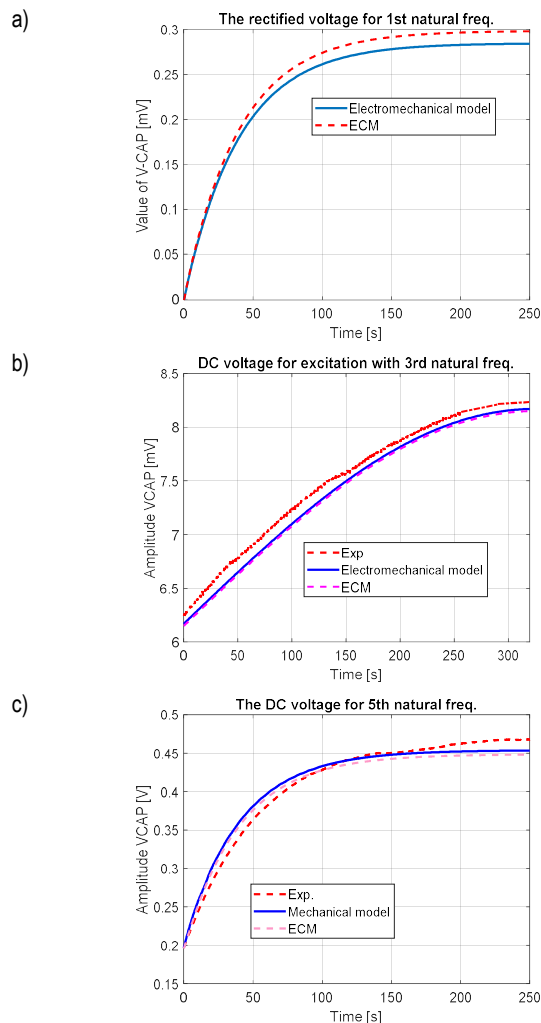 a)
The rectified voltage for 1st natural freq.
Value of V-CAP [mV]
0.3
0.25
0.2
0.15
0.1
0.05
0
Electromechanical model
ECM
0 50 100 150 200 250
Time [s]
b)
DC voltage for excitation with 3rd natural freq.
Amplitude VCAP [mV]
8.5
8
7.5
7
6.5
6
Exp
Electromechanical model
ECM
0 50 100 150 200 250 300
Time [s]
c)
The DC voltage for 5th natural freq.
Amplitude VCAP [V]
0.5
0.45
0.4
0.35
0.3
0.25
0.2
0.15
Exp.
Mechanical model
ECM
0 50 100 150 200 250
Time [s]